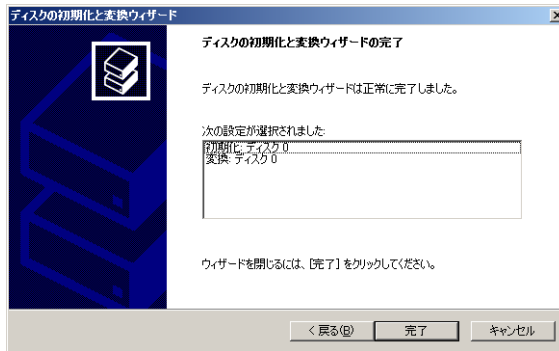 ディスクの初期化と変換ウィザード
ディスクの初期化と変換ウィザードの完了
ディスクの初期化と変換ウィザードは正常に完了しました。
次の設定が選択されました:
初期化: ディスク 0
変換: ディスク 0
ウィザードを閉じるには、[完了] をクリックしてください。
< 戻る(B)
完了
キャンセル